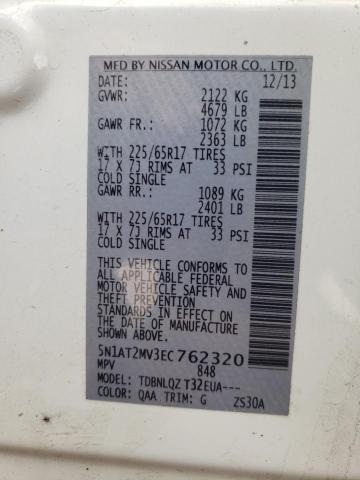 MFD BY NISSAN MOTOR CO., LTD.
DATE: 12/13
GVWR: 2122 KG
4679 LB
GAWR FR.: 1072 KG
2363 LB
WITH 225/65R17 TIRES
17 X 7J RIMS AT 33 PSI
COLD SINGLE
GAWR RR.: 1089 KG
2401 LB
WITH 225/65R17 TIRES
17 X 7J RIMS AT 33 PSI
COLD SINGLE
THIS VEHICLE CONFORMS TO
ALL APPLICABLE FEDERAL
MOTOR VEHICLE SAFETY AND
THEFT PREVENTION
STANDARDS IN EFFECT ON
THE DATE OF MANUFACTURE
SHOWN ABOVE.
5N1AT2MV3EC762320
MPV 848
MODEL: TDBNLQZ T32EUA---
COLOR: QAA TRIM: G ZS30A